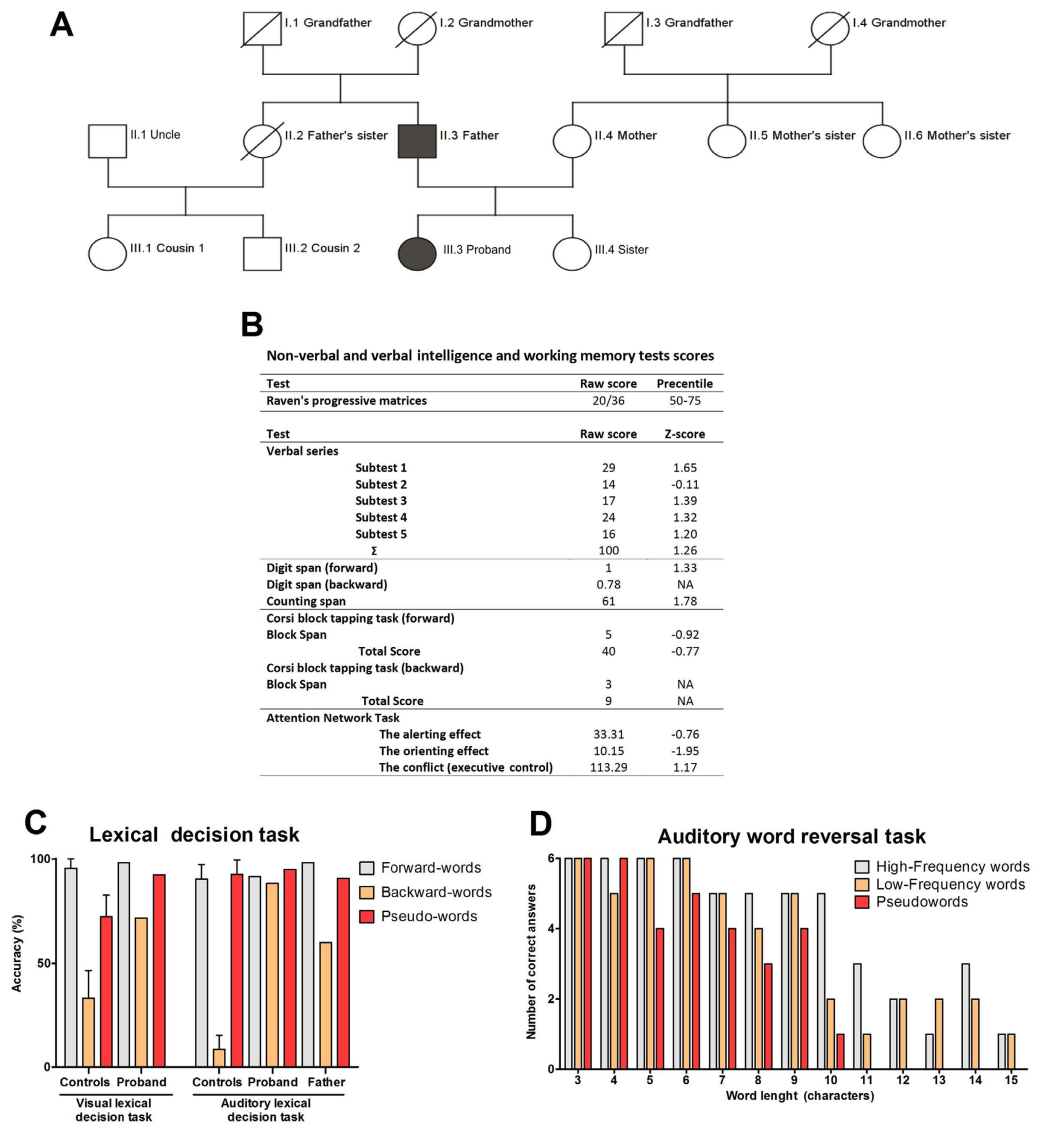 A
I.1 Grandfather
I.2 Grandmother
I.3 Grandfather
I.4 Grandmother
II.1 Uncle
II.2 Father's sister
II.3 Father
II.4 Mother
II.5 Mother's sister
II.6 Mother's sister
III.1 Cousin 1
III.2 Cousin 2
III.3 Proband
III.4 Sister
B
Non-verbal and verbal intelligence and working memory tests scores
Test Raw score Precentile
Raven's progressive matrices 20/36 50-75
Test Raw score Z-score
Verbal series
Subtest 1 29 1.65
Subtest 2 14 -0.11
Subtest 3 17 1.39
Subtest 4 24 1.32
Subtest 5 16 1.20
Σ 100 1.26
Digit span (forward) 1 1.33
Digit span (backward) 0.78 NA
Counting span 61 1.78
Corsi block tapping task (forward)
Block Span 5 -0.92
Total Score 40 -0.77
Corsi block tapping task (backward)
Block Span 3 NA
Total Score 9 NA
Attention Network Task
The alerting effect 33.31 -0.76
The orienting effect 10.15 -1.95
The conflict (executive control) 113.29 1.17
C
Lexical decision task
Accuracy (%)
100
50
0
Forward-words
Backward-words
Pseudo-words
Controls Proband Controls Proband Father
Visual lexical
decision task
Auditory lexical
decision task
D
Auditory word reversal task
Number of correct answers
6
4
2
0
High-Frequency words
Low-Frequency words
Pseudowords
3 4 5 6 7 8 9 10 11 12 13 14 15
Word lenght (characters)